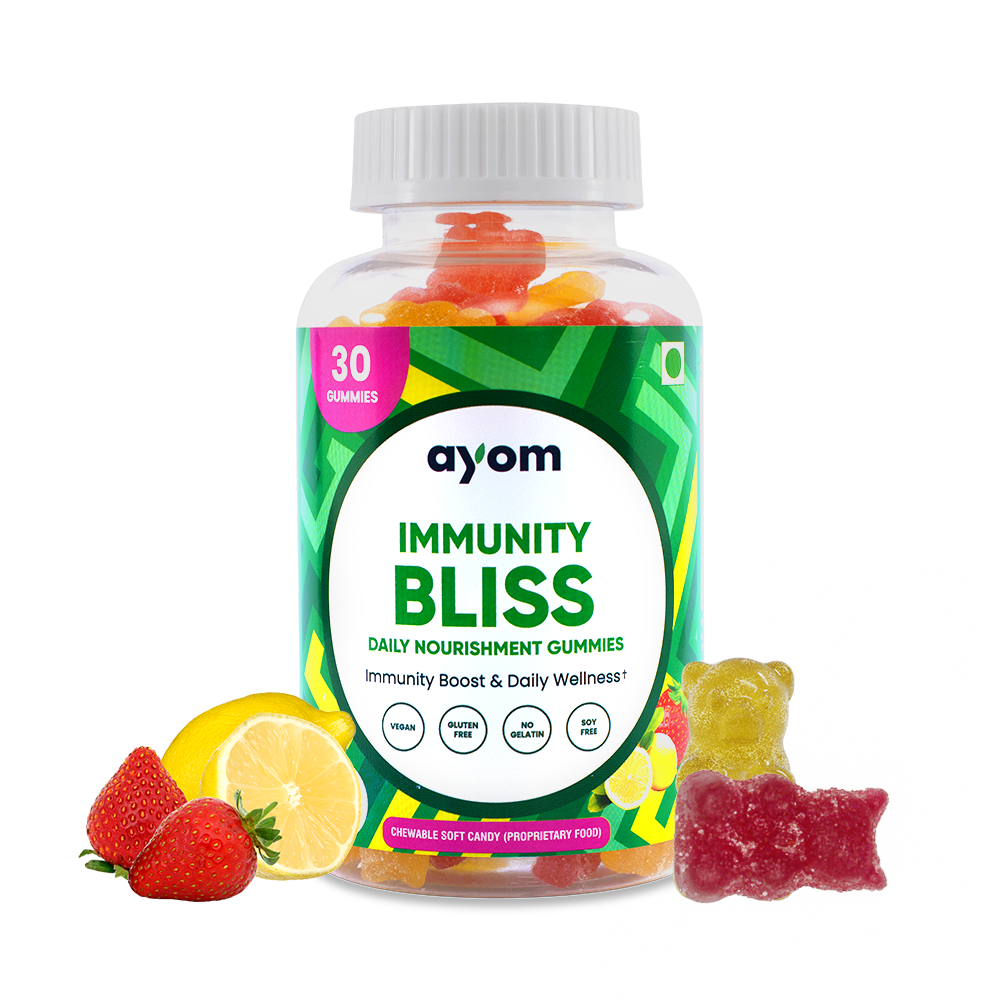 30
GUMMIES
ayom
IMMUNITY
BLISS
DAILY NOURISHMENT GUMMIES
Immunity Boost & Daily Wellness†
VEGAN
GLUTEN
FREE
NO
GELATIN
SOY
FREE
CHEWABLE SOFT CANDY (PROPRIETARY FOOD)